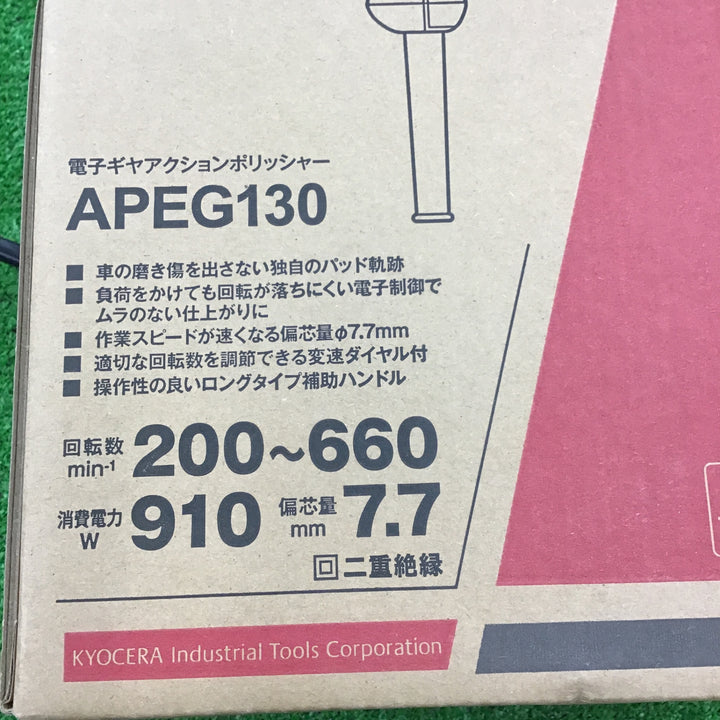 電子ギヤアクションポリッシャー
APEG130
■ 車の磨き傷を出さない独自のパッド軌跡
■ 負荷をかけても回転が落ちにくい電子制御で
ムラのない仕上がりに
■ 作業スピードが速くなる偏芯量φ7.7mm
■ 適切な回転数を調節できる変速ダイヤル付
■ 操作性の良いロングタイプ補助ハンドル
回転数 min⁻¹ 200~660
消費電力 W 910 偏芯量 mm 7.7
回 二重絶縁
KYOCERA Industrial Tools Corporation